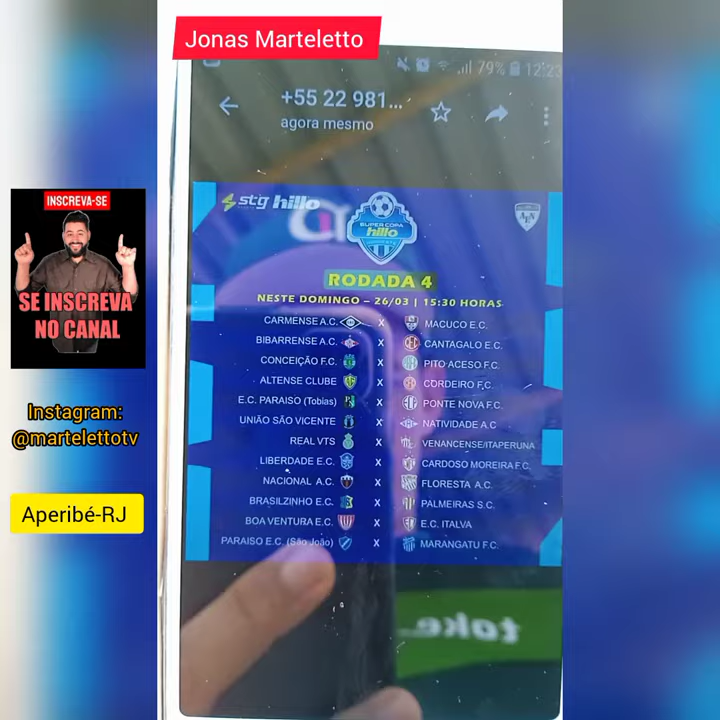 Jonas Marteletto
79% 12:23
+55 22 981...
agora mesmo
INSCREVA-SE
SE INSCREVA
NO CANAL
Instagram:
@martelettotv
Aperibé-RJ
stg hillo
SUPER COPA
hillo
RODADA 4
NESTE DOMINGO – 26/03 | 15:30 HORAS
CARMENSE A.C. X MACUCO E.C.
BIBARRENSE A.C. X CANTAGALO E.C.
CONCEIÇÃO F.C. X PITO ACESO F.C.
ALTENSE CLUBE X CORDEIRO F.C.
E.C. PARAISO (Tobias) X PONTE NOVA F.C.
UNIÃO SÃO VICENTE X NATIVIDADE A.C
REAL VTS X VENANCENSE/ITAPERUNA
LIBERDADE E.C. X CARDOSO MOREIRA F.C.
NACIONAL A.C. X FLORESTA A.C.
BRASILZINHO E.C. X PALMEIRAS S.C.
BOA VENTURA E.C. X E.C. ITALVA
PARAISO E.C. (São João) X MARANGATU F.C.